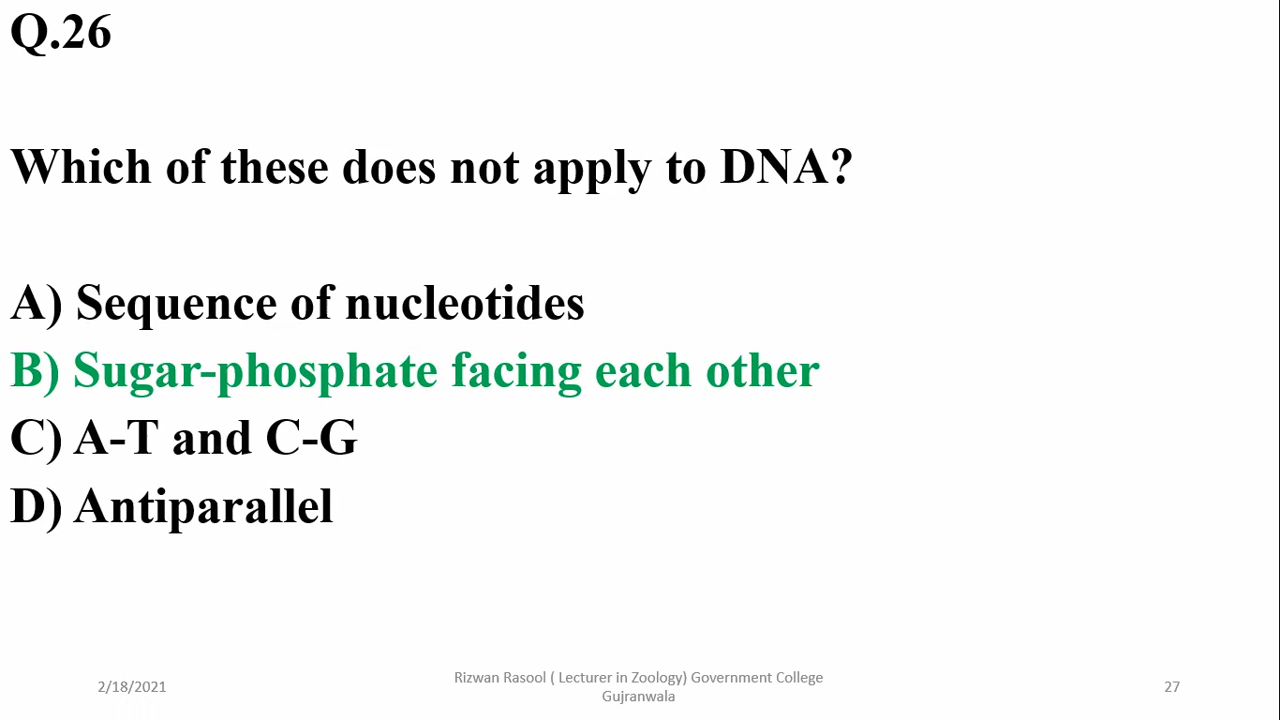 Q.26
Which of these does not apply to DNA?
A) Sequence of nucleotides
B) Sugar-phosphate facing each other
C) A-T and C-G
D) Antiparallel
2/18/2021
Rizwan Rasool ( Lecturer in Zoology) Government College
Gujranwala
27